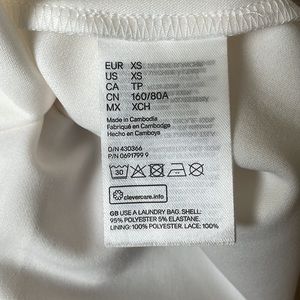 EUR XS
US XS
CA TP
CN 160/80A
MX XCH
Made in Cambodia
Fabriqué en Cambodge
Hecho en Camboya
O/N 430366
P/N 0691799 9
30
clevercare.info
GB USE A LAUNDRY BAG. SHELL:
95% POLYESTER 5% ELASTANE.
LINING: 100% POLYESTER. LACE: 100%